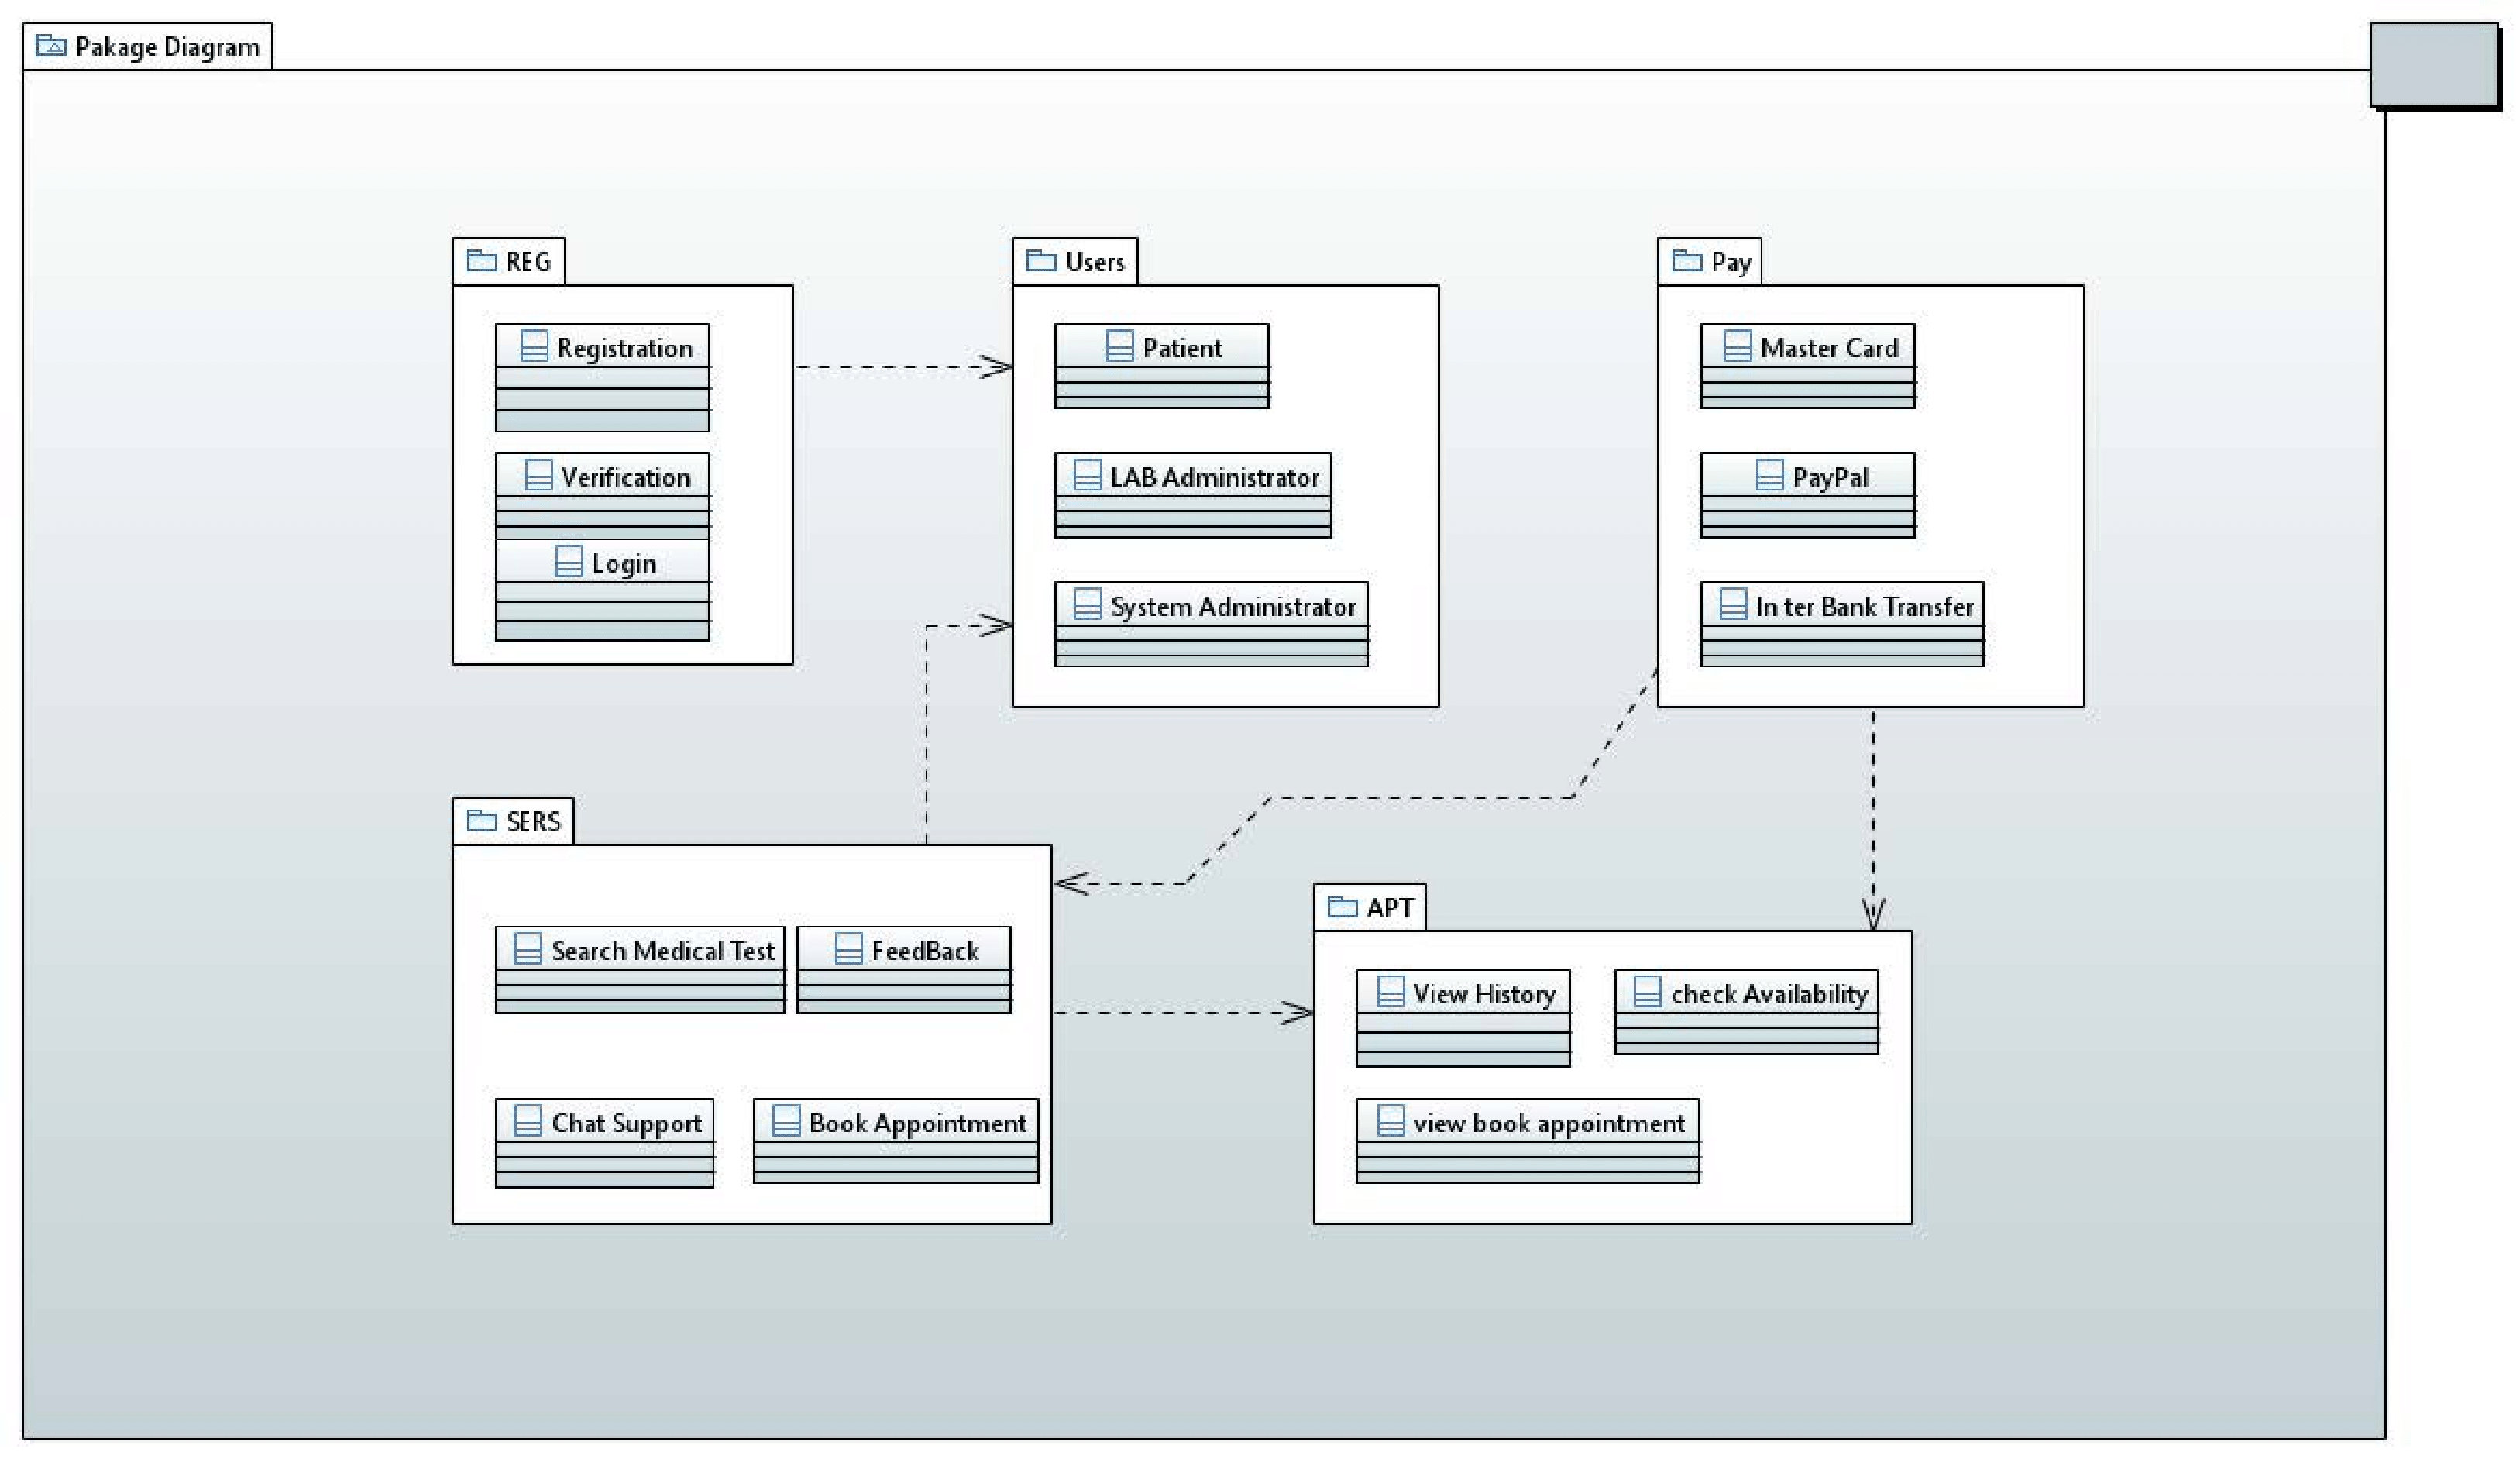 Pakage Diagram
REG
Registration
Verification
Login
Users
Patient
LAB Administrator
System Administrator
Pay
Master Card
PayPal
In ter Bank Transfer
SERS
Search Medical Test
FeedBack
Chat Support
Book Appointment
APT
View History
check Availability
view book appointment